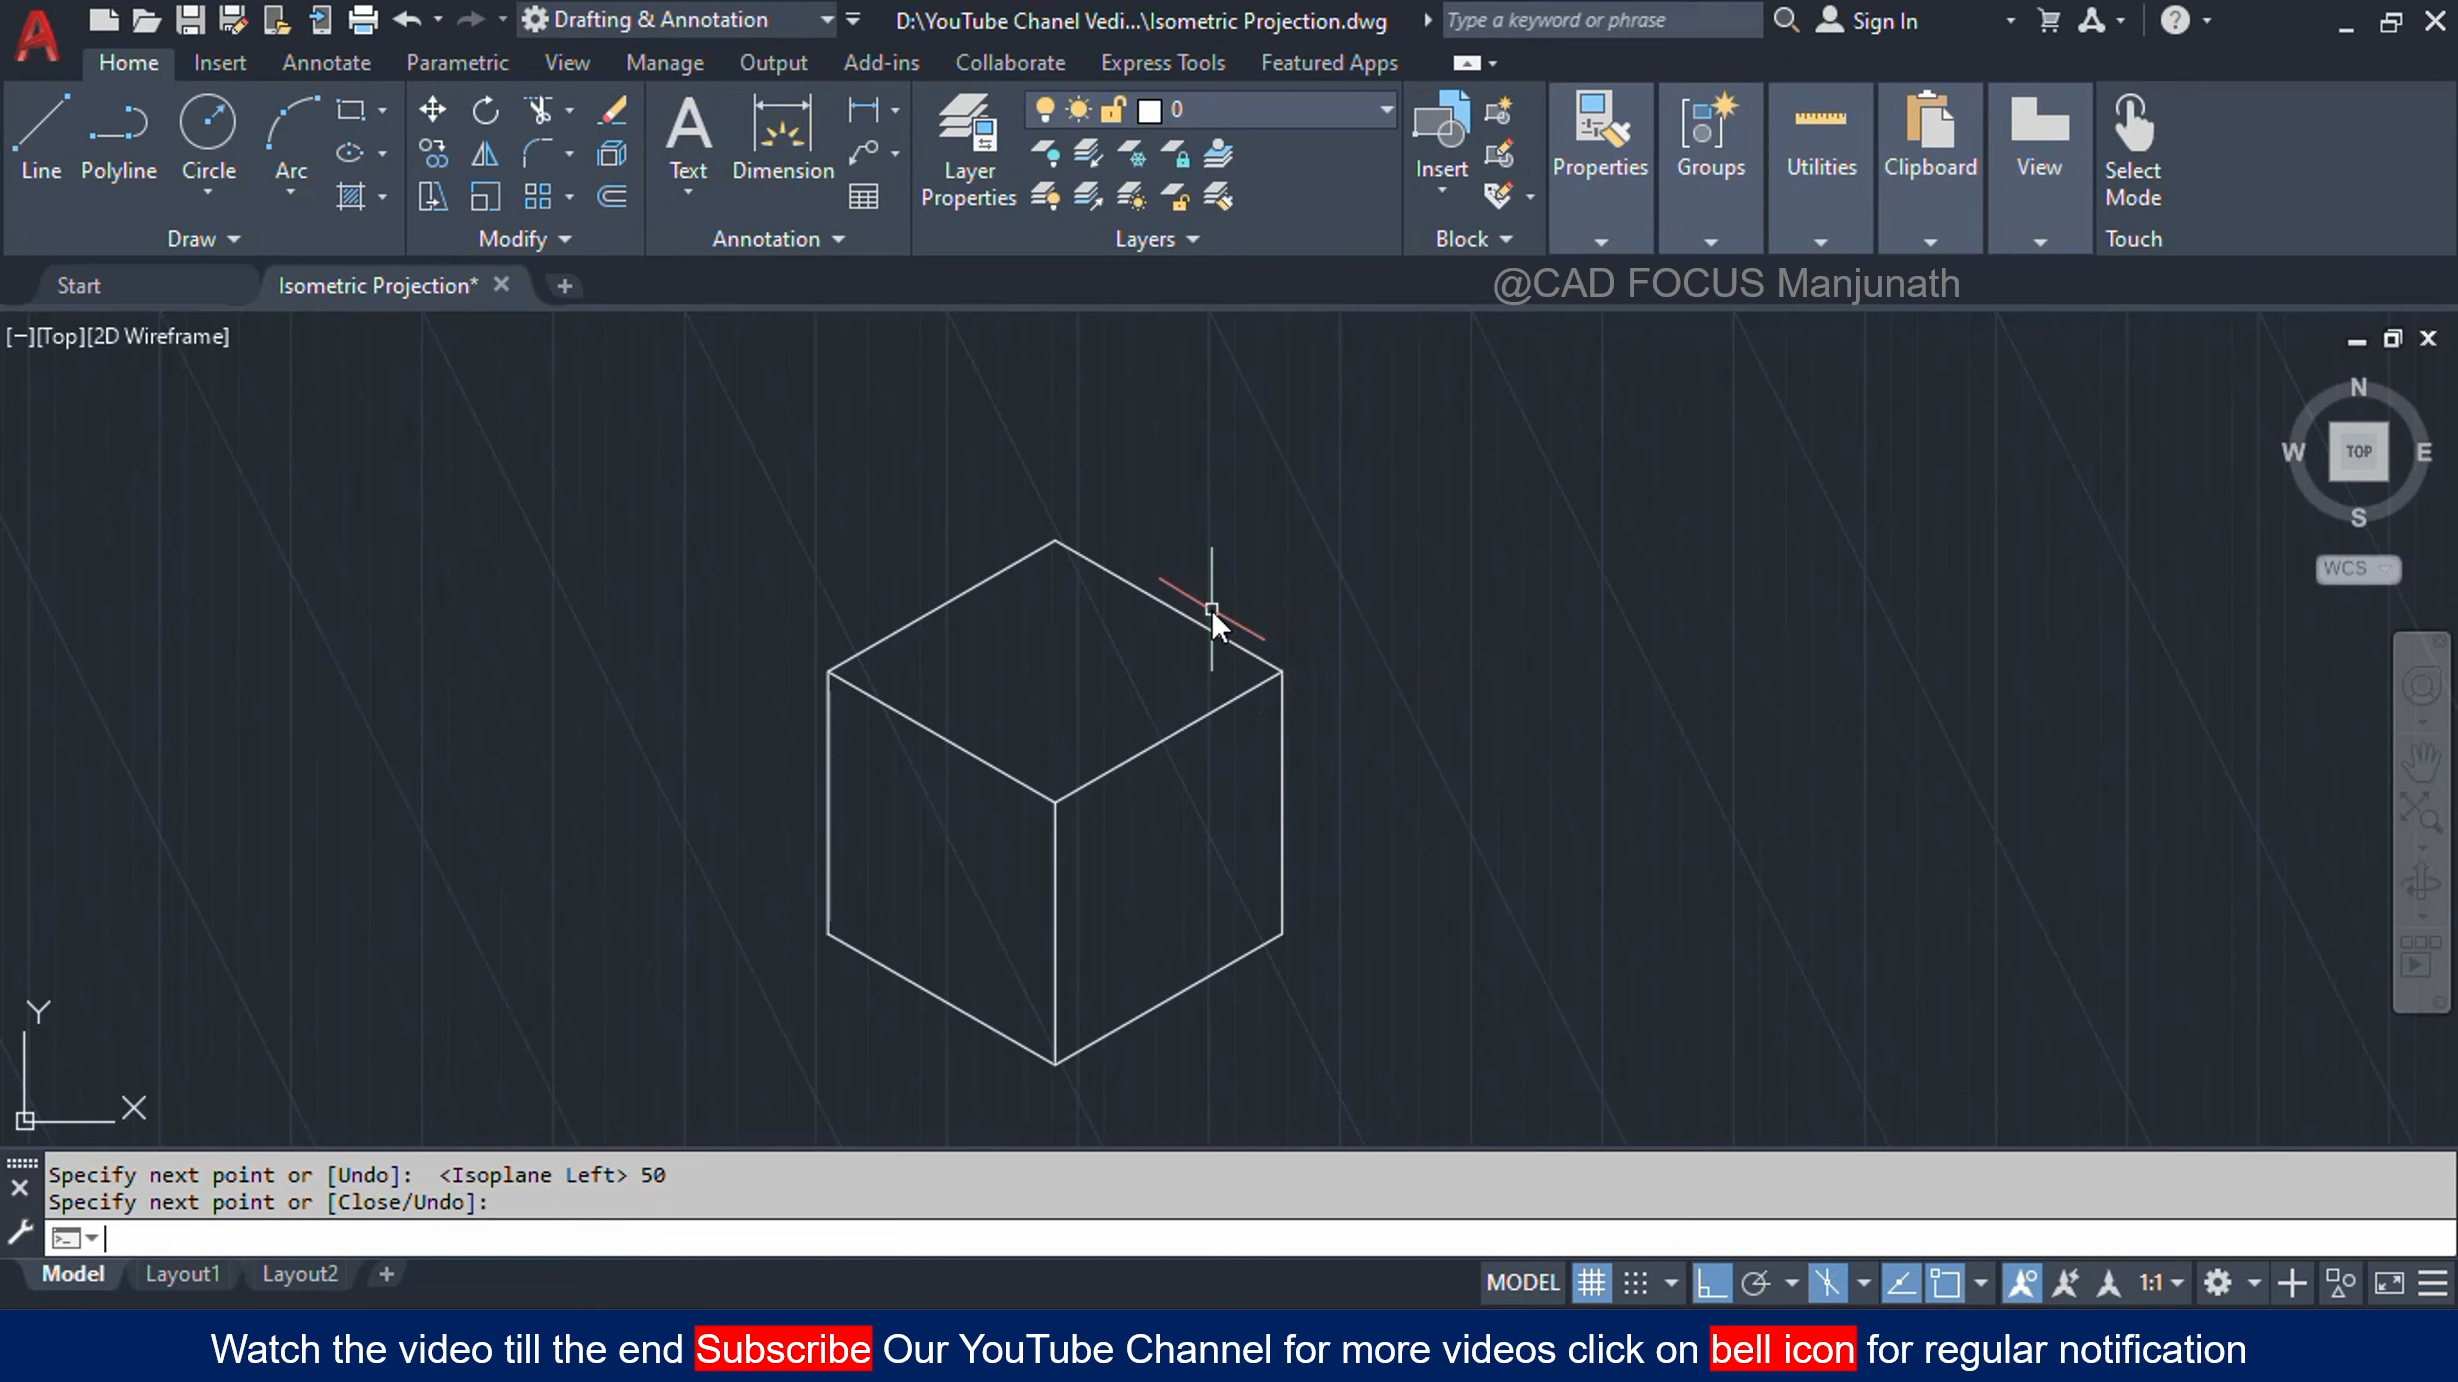 Drafting & Annotation
D:\YouTube Chanel Vedi...\Isometric Projection.dwg
Type a keyword or phrase
Sign In
Home Insert Annotate Parametric View Manage Output Add-ins Collaborate Express Tools Featured Apps
0
Line Polyline Circle Arc
Text Dimension
Layer Properties
Insert
Properties Groups Utilities Clipboard View
Select Mode
Draw Modify Annotation Layers Block Touch
Start Isometric Projection*
@CAD FOCUS Manjunath
[−][Top][2D Wireframe]
N
W TOP E
S
WCS
Y
X
Specify next point or [Undo]:  <Isoplane Left> 50
Specify next point or [Close/Undo]:
Model Layout1 Layout2
MODEL 1:1
Watch the video till the end Subscribe Our YouTube Channel for more videos click on bell icon for regular notification